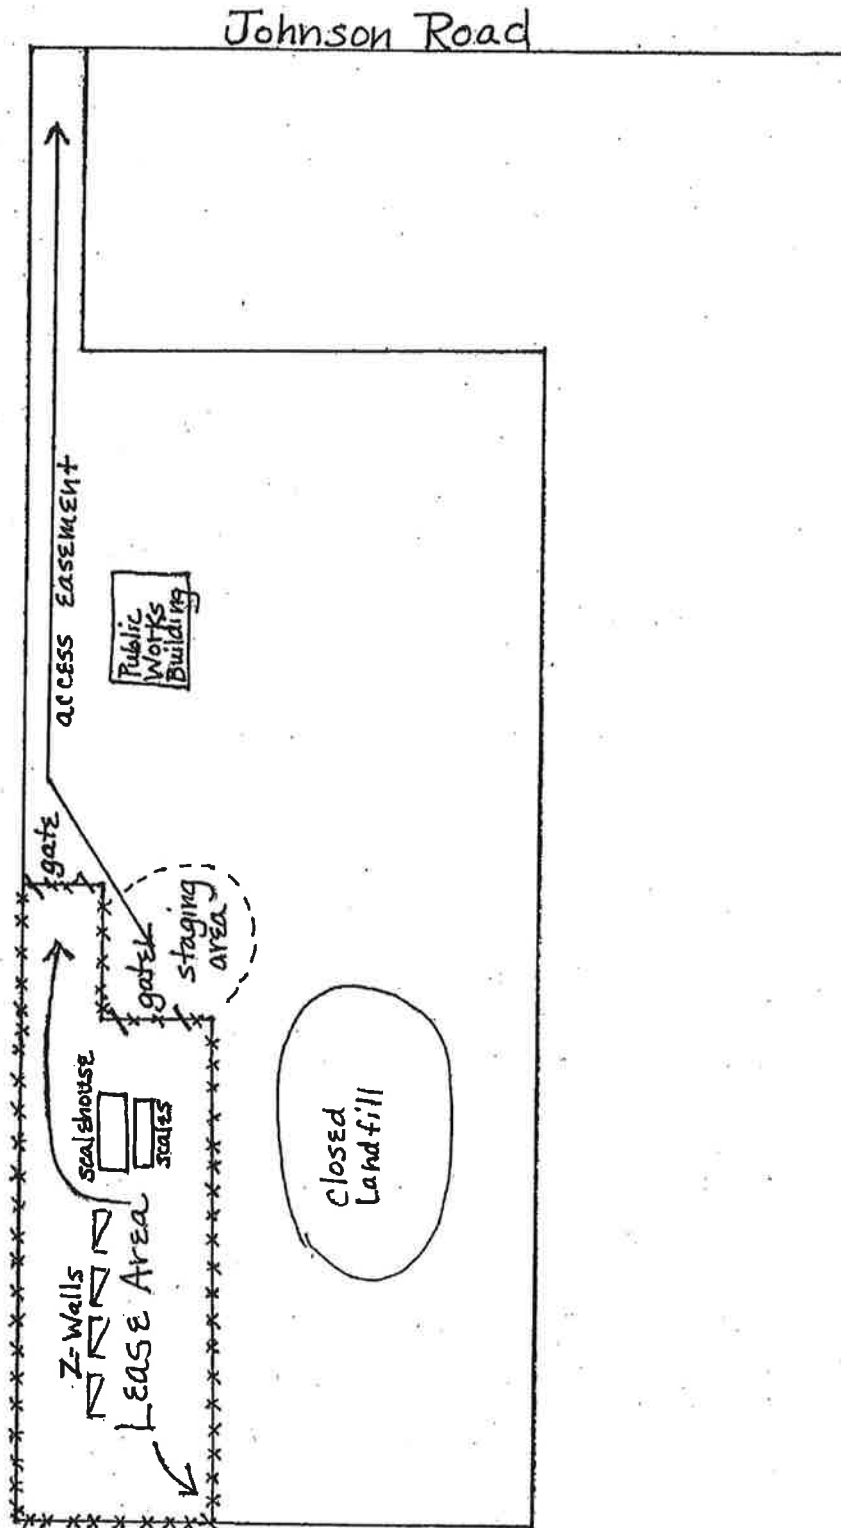 Johnson Road
access Easement
Public
Works
Building
gate
gate
staging
area
scalehouse
scales
Z-Walls
Lease Area
Closed
Landfill